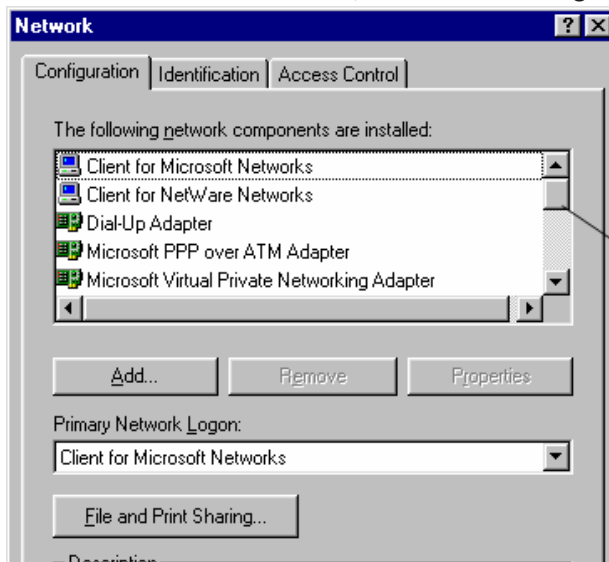 Network
Configuration Identification Access Control
The following network components are installed:
Client for Microsoft Networks
Client for NetWare Networks
Dial-Up Adapter
Microsoft PPP over ATM Adapter
Microsoft Virtual Private Networking Adapter
Add... Remove Properties
Primary Network Logon:
Client for Microsoft Networks
File and Print Sharing...
Description